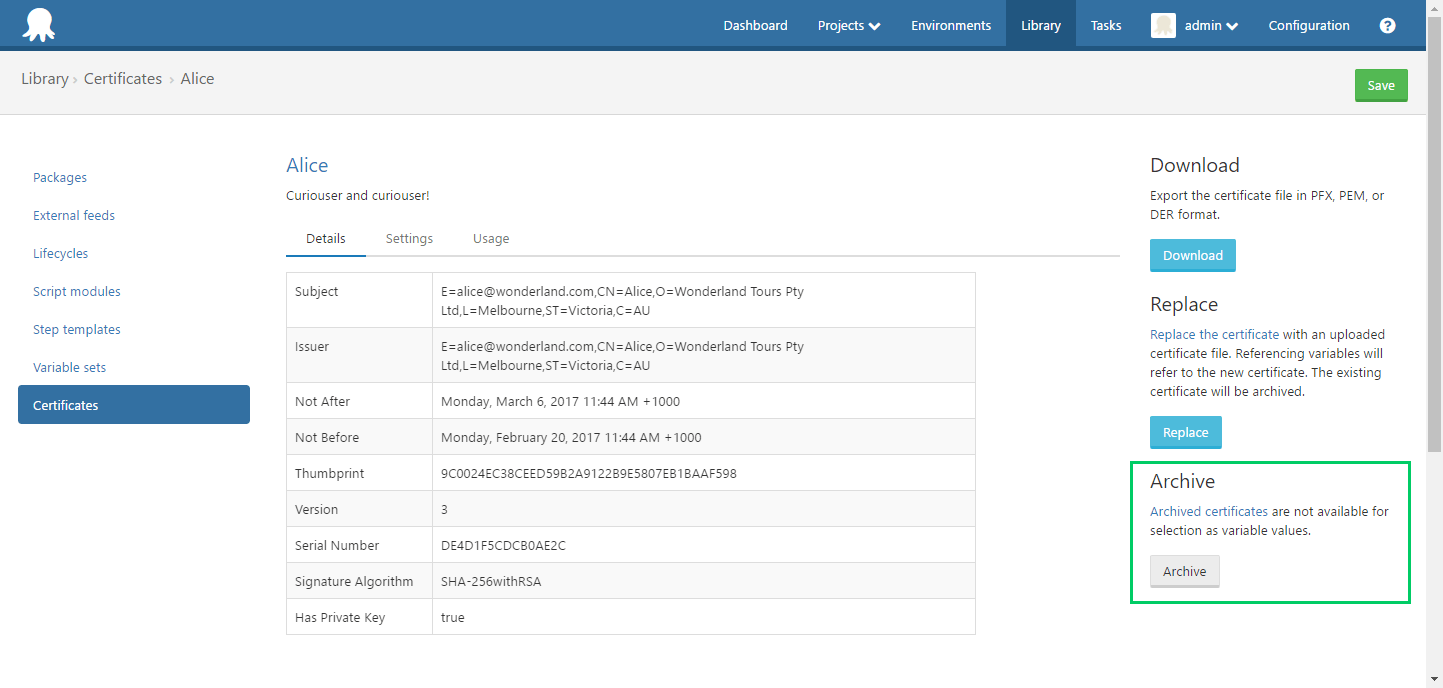 Dashboard Projects Environments Library Tasks admin Configuration ?
Library › Certificates › Alice
Save
Packages
External feeds
Lifecycles
Script modules
Step templates
Variable sets
Certificates
Alice
Curiouser and curiouser!
Details Settings Usage
Subject E=alice@wonderland.com,CN=Alice,O=Wonderland Tours Pty
Ltd,L=Melbourne,ST=Victoria,C=AU
Issuer E=alice@wonderland.com,CN=Alice,O=Wonderland Tours Pty
Ltd,L=Melbourne,ST=Victoria,C=AU
Not After Monday, March 6, 2017 11:44 AM +1000
Not Before Monday, February 20, 2017 11:44 AM +1000
Thumbprint 9C0024EC38CEED59B2A9122B9E5807EB1BAAF598
Version 3
Serial Number DE4D1F5CDCB0AE2C
Signature Algorithm SHA-256withRSA
Has Private Key true
Download
Export the certificate file in PFX, PEM, or
DER format.
Download
Replace
Replace the certificate with an uploaded
certificate file. Referencing variables will
refer to the new certificate. The existing
certificate will be archived.
Replace
Archive
Archived certificates are not available for
selection as variable values.
Archive